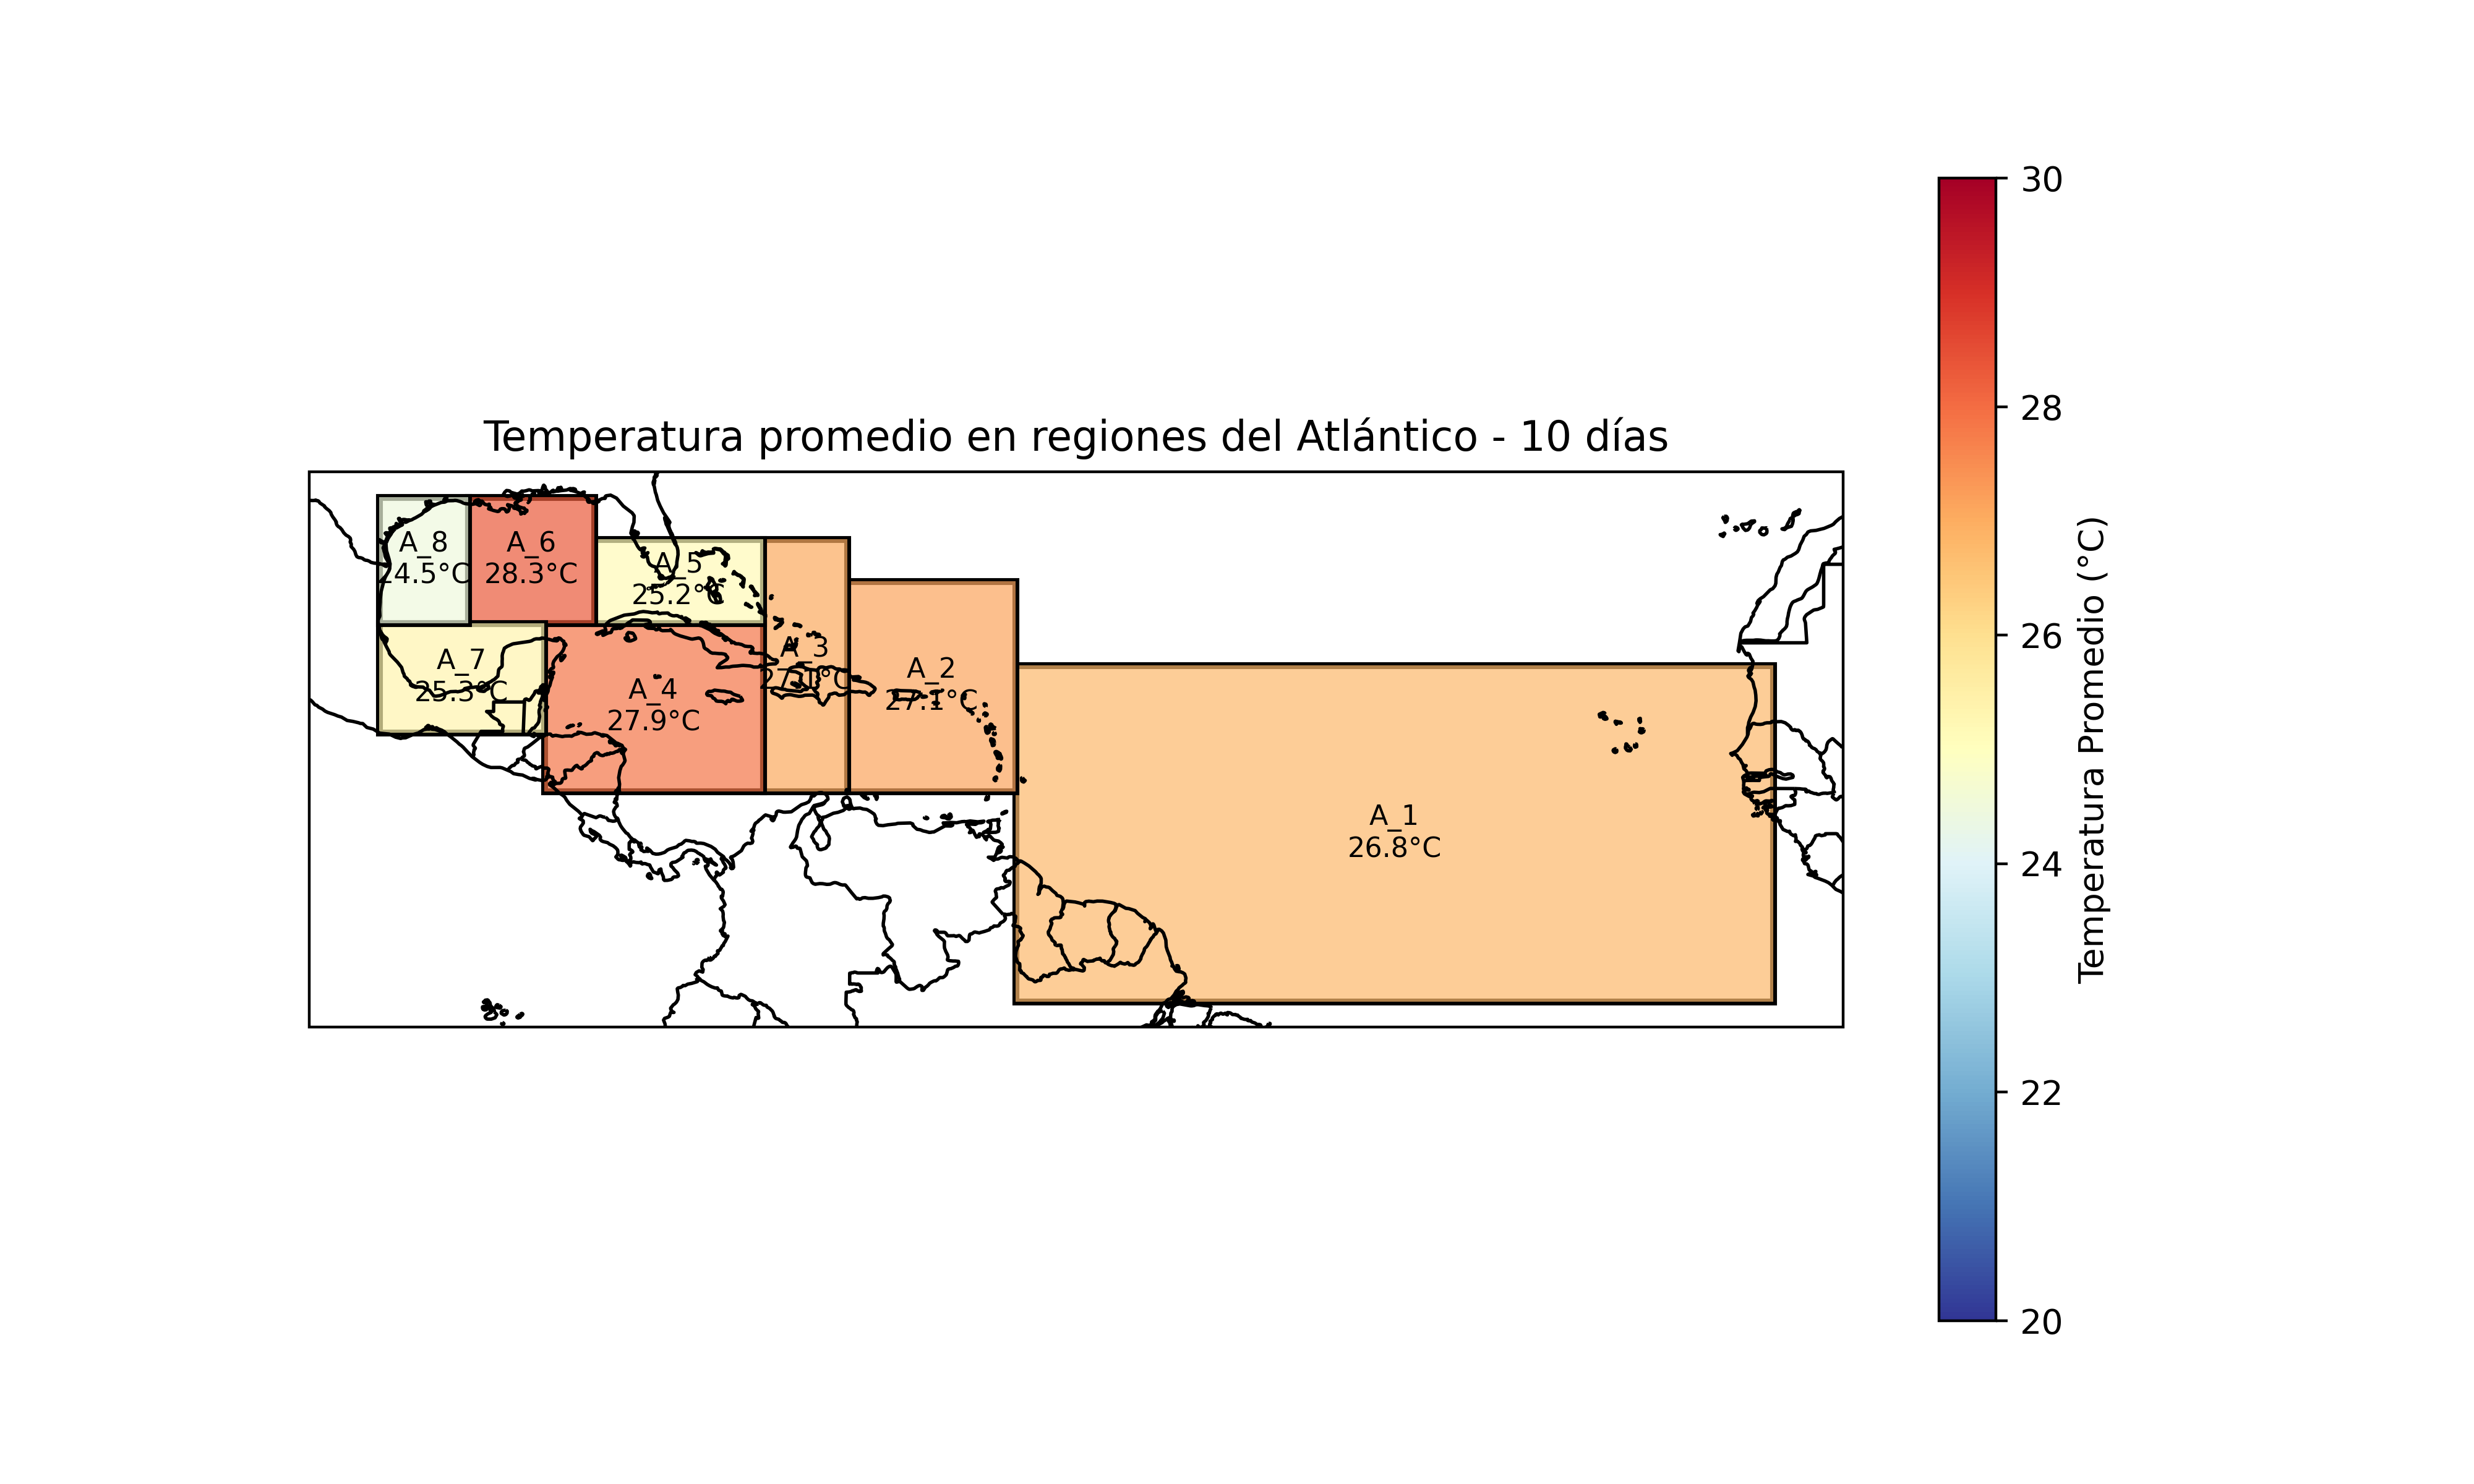 Temperatura promedio en regiones del Atlántico - 10 días
A_8
24.5°C
A_6
28.3°C
A_5
25.2°C
A_3
27.1°C
A_7
25.3°C
A_4
27.9°C
A_2
27.1°C
A_1
26.8°C
30
28
26
24
22
20
Temperatura Promedio (°C)